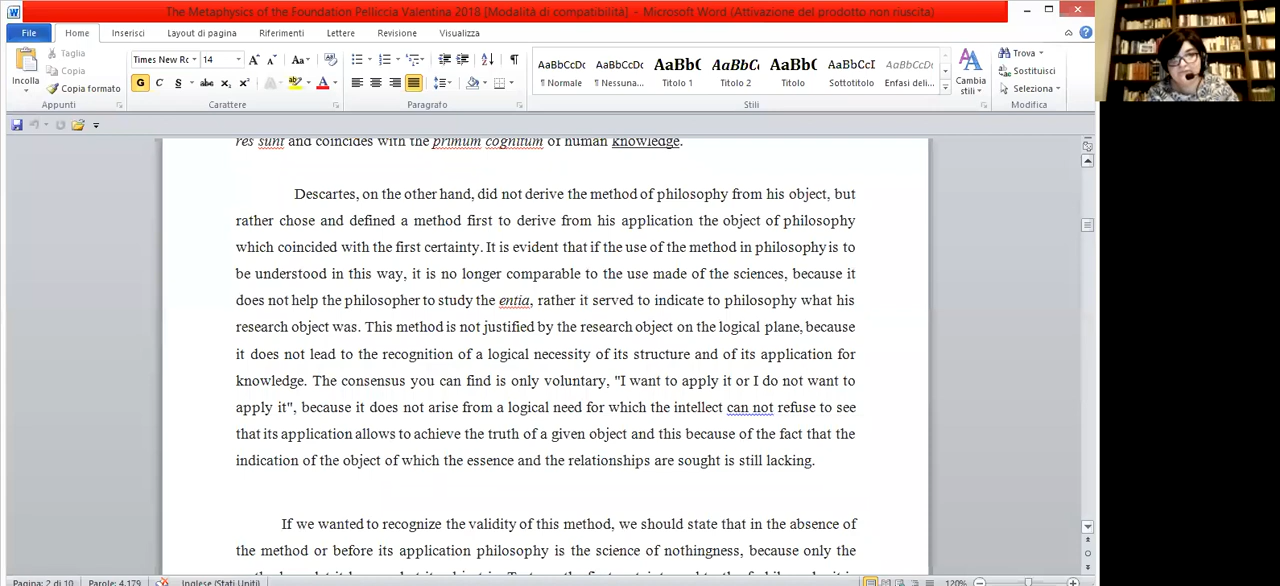 The Metaphysics of the Foundation Pelliccia Valentina 2018 [Modalità di compatibilità] - Microsoft Word (Attivazione del prodotto non riuscita)
File Home Inserisci Layout di pagina Riferimenti Lettere Revisione Visualizza
Incolla
Taglia
Copia
Copia formato
Appunti
Times New Ro 14 Aa
G C S abc x₂ x² A
Carattere
Paragrafo
AaBbCcDc AaBbCcDc AaBbC AaBbC AaBbC AaBbCcI AaBbCcDc
¶ Normale ¶ Nessuna... Titolo 1 Titolo 2 Titolo Sottotitolo Enfasi deli...
Stili
Cambia
stili
Trova
Sostituisci
Seleziona
Modifica
res sunt and coincides with the primum cognitum of human knowledge.
Descartes, on the other hand, did not derive the method of philosophy from his object, but
rather chose and defined a method first to derive from his application the object of philosophy
which coincided with the first certainty. It is evident that if the use of the method in philosophy is to
be understood in this way, it is no longer comparable to the use made of the sciences, because it
does not help the philosopher to study the entia, rather it served to indicate to philosophy what his
research object was. This method is not justified by the research object on the logical plane, because
it does not lead to the recognition of a logical necessity of its structure and of its application for
knowledge. The consensus you can find is only voluntary, "I want to apply it or I do not want to
apply it", because it does not arise from a logical need for which the intellect can not refuse to see
that its application allows to achieve the truth of a given object and this because of the fact that the
indication of the object of which the essence and the relationships are sought is still lacking.
If we wanted to recognize the validity of this method, we should state that in the absence of
the method or before its application philosophy is the science of nothingness, because only the
Pagina: 2 di 10 Parole: 4.179 Inglese (Stati Uniti) 120%